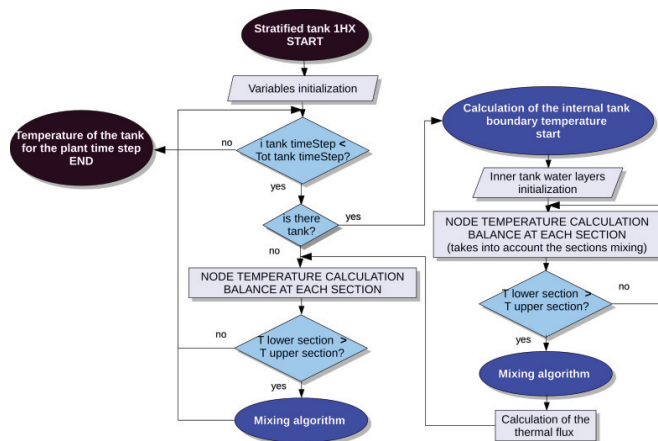 Stratified tank 1HX
START
Variables initialization
Temperature of the tank
for the plant time step
END
no
i tank timeStep <
Tot tank timeStep?
yes
is there
tank?
yes
no
NODE TEMPERATURE CALCULATION
BALANCE AT EACH SECTION
no
T lower section >
T upper section?
yes
Mixing algorithm
Calculation of the internal tank
boundary temperature
start
Inner tank water layers
initialization
NODE TEMPERATURE CALCULATION
BALANCE AT EACH SECTION
(takes into account the sections mixing)
T lower section >
T upper section?
no
yes
Mixing algorithm
Calculation of the
thermal flux